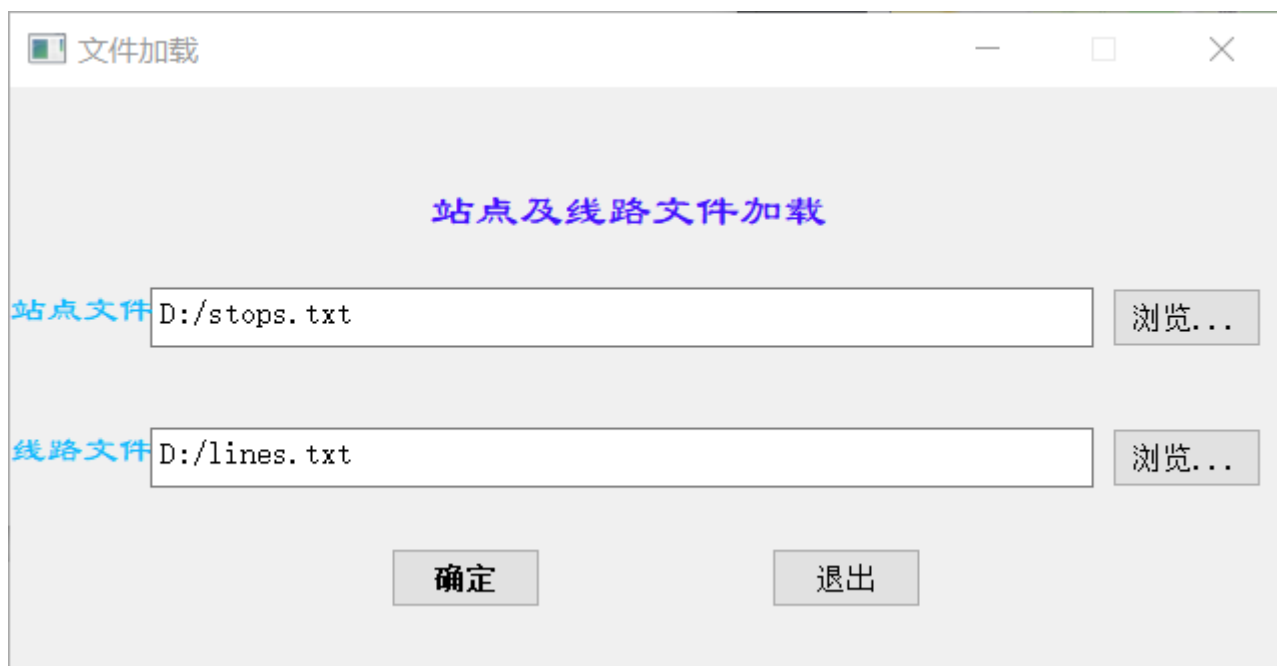 文件加载
站点及线路文件加载
站点文件 D:/stops.txt 浏览...
线路文件 D:/lines.txt 浏览...
确定 退出